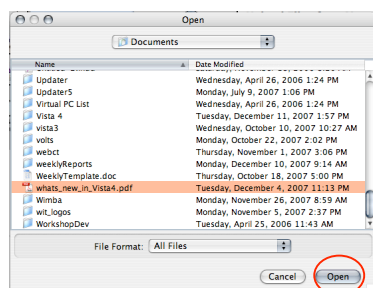 Open
Documents
Name Date Modified
Updater Wednesday, April 26, 2006 1:24 PM
Updater5 Monday, July 9, 2007 1:06 PM
Virtual PC List Wednesday, April 26, 2006 1:24 PM
Vista 4 Tuesday, December 11, 2007 1:57 PM
vista3 Wednesday, October 10, 2007 10:27 AM
volts Monday, October 22, 2007 2:02 PM
webct Thursday, November 1, 2007 3:06 PM
weeklyReports Monday, December 10, 2007 9:14 AM
WeeklyTemplate.doc Thursday, October 18, 2007 5:00 PM
whats_new_in_Vista4.pdf Tuesday, December 4, 2007 11:13 PM
Wimba Monday, November 26, 2007 8:59 AM
wit_logos Monday, November 5, 2007 2:37 PM
WorkshopDev Tuesday, April 25, 2006 11:43 AM
File Format: All Files
Cancel Open